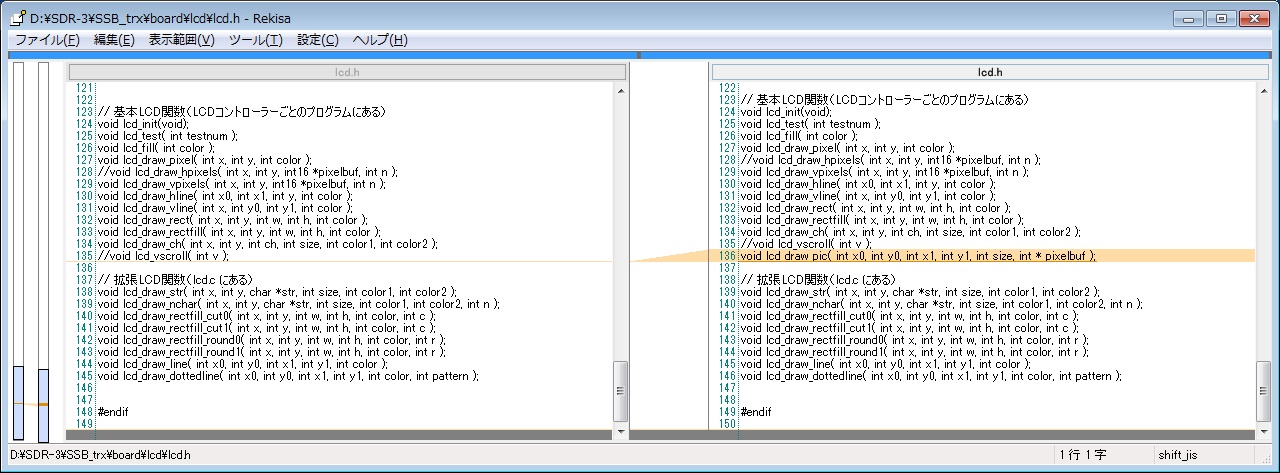 D:¥SDR-3¥SSB_trx¥board¥lcd¥lcd.h - Rekisa
ファイル(F) 編集(E) 表示範囲(V) ツール(T) 設定(C) ヘルプ(H)
lcd.h
121
122
123 // 基本LCD関数(LCDコントローラーごとのプログラムにある)
124 void lcd_init(void);
125 void lcd_test( int testnum );
126 void lcd_fill( int color );
127 void lcd_draw_pixel( int x, int y, int color );
128 //void lcd_draw_hpixels( int x, int y, int16 *pixelbuf, int n );
129 void lcd_draw_vpixels( int x, int y, int16 *pixelbuf, int n );
130 void lcd_draw_hline( int x0, int x1, int y, int color );
131 void lcd_draw_vline( int x, int y0, int y1, int color );
132 void lcd_draw_rect( int x, int y, int w, int h, int color );
133 void lcd_draw_rectfill( int x, int y, int w, int h, int color );
134 void lcd_draw_ch( int x, int y, int ch, int size, int color1, int color2 );
135 //void lcd_vscroll( int v );
136
137 // 拡張LCD関数(lcd.c にある)
138 void lcd_draw_str( int x, int y, char *str, int size, int color1, int color2 );
139 void lcd_draw_nchar( int x, int y, char *str, int size, int color1, int color2, int n );
140 void lcd_draw_rectfill_cut0( int x, int y, int w, int h, int color, int c );
141 void lcd_draw_rectfill_cut1( int x, int y, int w, int h, int color, int c );
142 void lcd_draw_rectfill_round0( int x, int y, int w, int h, int color, int r );
143 void lcd_draw_rectfill_round1( int x, int y, int w, int h, int color, int r );
144 void lcd_draw_line( int x0, int y0, int x1, int y1, int color );
145 void lcd_draw_dottedline( int x0, int y0, int x1, int y1, int color, int pattern );
146
147
148 #endif
149
lcd.h
122
123 // 基本LCD関数(LCDコントローラーごとのプログラムにある)
124 void lcd_init(void);
125 void lcd_test( int testnum );
126 void lcd_fill( int color );
127 void lcd_draw_pixel( int x, int y, int color );
128 //void lcd_draw_hpixels( int x, int y, int16 *pixelbuf, int n );
129 void lcd_draw_vpixels( int x, int y, int16 *pixelbuf, int n );
130 void lcd_draw_hline( int x0, int x1, int y, int color );
131 void lcd_draw_vline( int x, int y0, int y1, int color );
132 void lcd_draw_rect( int x, int y, int w, int h, int color );
133 void lcd_draw_rectfill( int x, int y, int w, int h, int color );
134 void lcd_draw_ch( int x, int y, int ch, int size, int color1, int color2 );
135 //void lcd_vscroll( int v );
136 void lcd_draw_pic( int x0, int y0, int x1, int y1, int size, int * pixelbuf );
137
138 // 拡張LCD関数(lcd.c にある)
139 void lcd_draw_str( int x, int y, char *str, int size, int color1, int color2 );
140 void lcd_draw_nchar( int x, int y, char *str, int size, int color1, int color2, int n );
141 void lcd_draw_rectfill_cut0( int x, int y, int w, int h, int color, int c );
142 void lcd_draw_rectfill_cut1( int x, int y, int w, int h, int color, int c );
143 void lcd_draw_rectfill_round0( int x, int y, int w, int h, int color, int r );
144 void lcd_draw_rectfill_round1( int x, int y, int w, int h, int color, int r );
145 void lcd_draw_line( int x0, int y0, int x1, int y1, int color );
146 void lcd_draw_dottedline( int x0, int y0, int x1, int y1, int color, int pattern );
147
148
149 #endif
150
D:¥SDR-3¥SSB_trx¥board¥lcd¥lcd.h 1 行 1 字 shift_jis